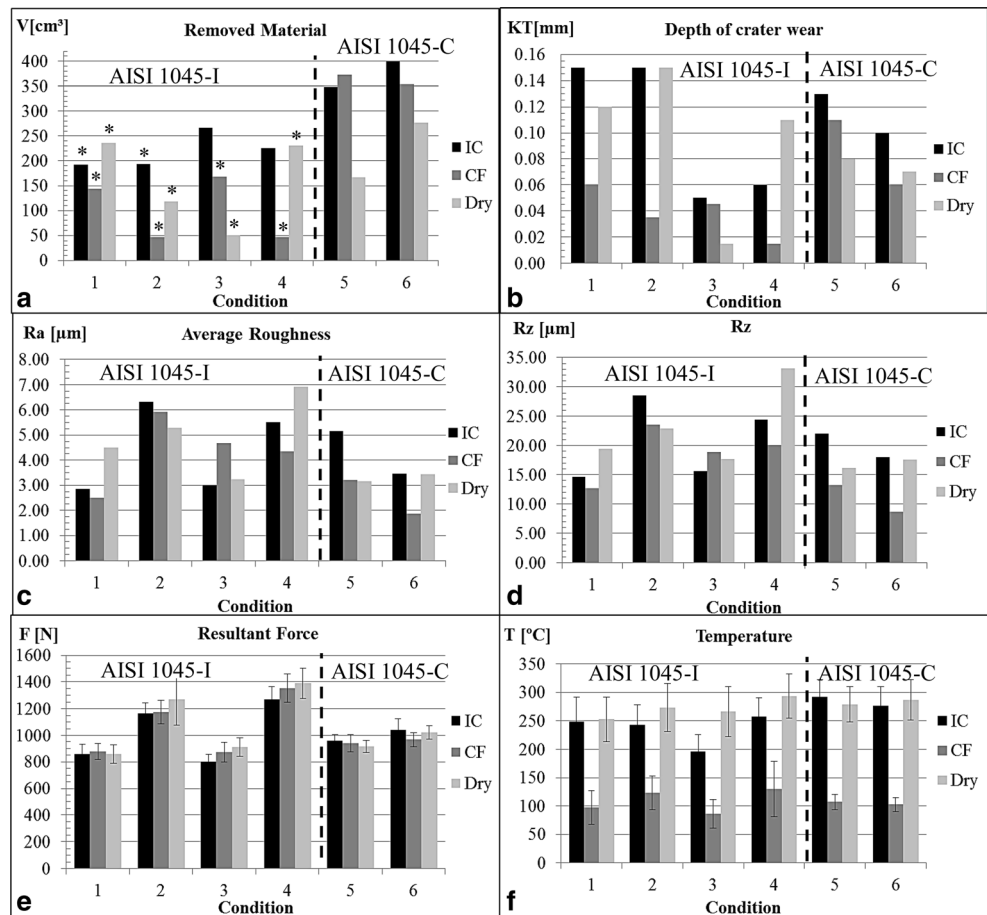 V[cm³]
Removed Material
AISI 1045-C
AISI 1045-I
400
350
300
250
200
150
100
50
0
* * * * * * * * * *
IC
CF
Dry
1 2 3 4 5 6
Condition
a
KT[mm]
Depth of crater wear
AISI 1045-I
AISI 1045-C
0.16
0.14
0.12
0.10
0.08
0.06
0.04
0.02
0.00
IC
CF
Dry
1 2 3 4 5 6
Condition
b
Ra [µm]
Average Roughness
AISI 1045-I
AISI 1045-C
8.00
7.00
6.00
5.00
4.00
3.00
2.00
1.00
0.00
IC
CF
Dry
1 2 3 4 5 6
Condition
c
Rz [µm]
Rz
AISI 1045-I
AISI 1045-C
35.00
30.00
25.00
20.00
15.00
10.00
5.00
0.00
IC
CF
Dry
1 2 3 4 5 6
Condition
d
F [N]
Resultant Force
AISI 1045-I
AISI 1045-C
1600
1400
1200
1000
800
600
400
200
0
IC
CF
Dry
1 2 3 4 5 6
Condition
e
T [ºC]
Temperature
AISI 1045-I
AISI 1045-C
350
300
250
200
150
100
50
0
IC
CF
Dry
1 2 3 4 5 6
Condition
f